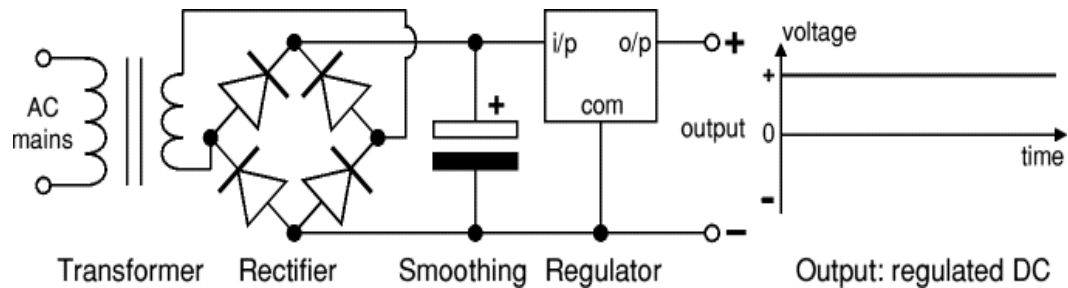 AC
mains
+
i/p o/p
com
+
−
voltage
+
output 0
time
-
Transformer Rectifier Smoothing Regulator Output: regulated DC